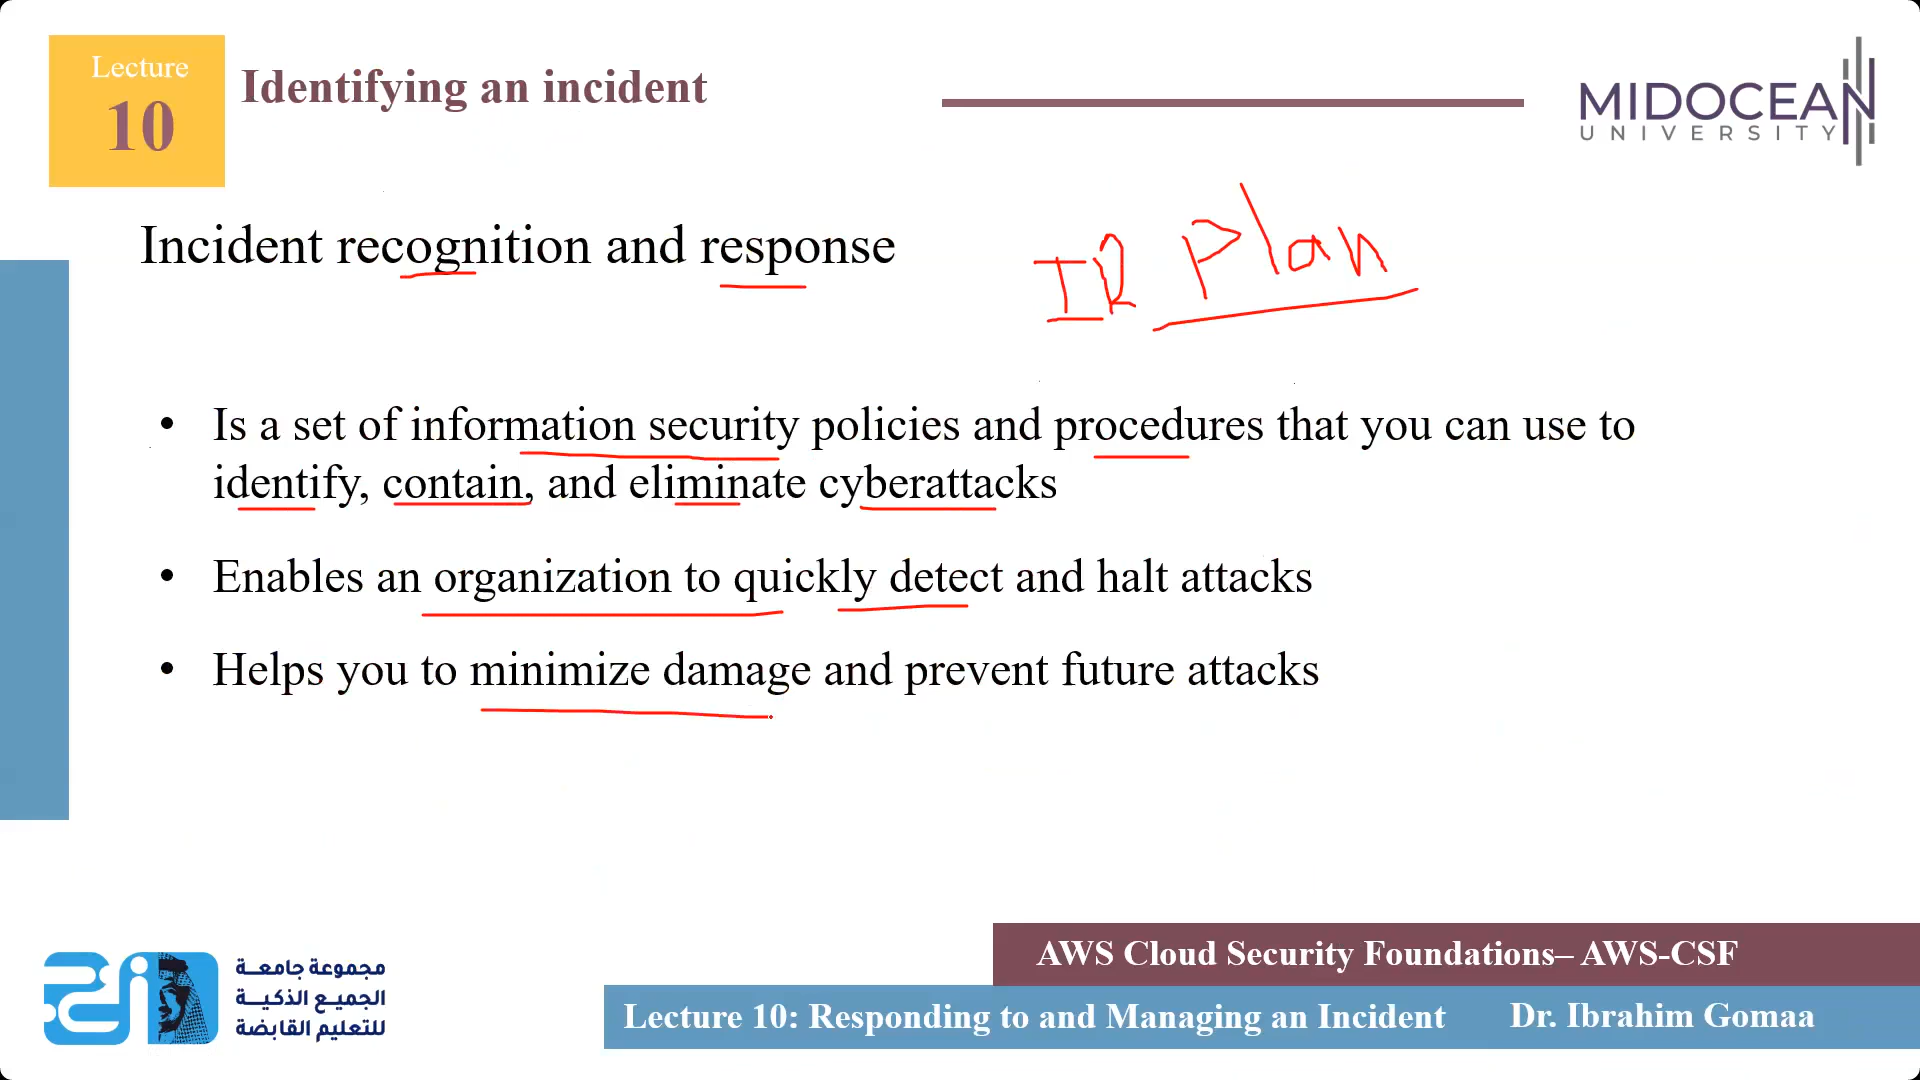 Lecture
10
Identifying an incident
MIDOCEAN
UNIVERSITY
Incident recognition and response
IR Plan
• Is a set of information security policies and procedures that you can use to
identify, contain, and eliminate cyberattacks
• Enables an organization to quickly detect and halt attacks
• Helps you to minimize damage and prevent future attacks
مجموعة جامعة
الجميع الذكية
للتعليم القابضة
AWS Cloud Security Foundations– AWS-CSF
Lecture 10: Responding to and Managing an Incident Dr. Ibrahim Gomaa